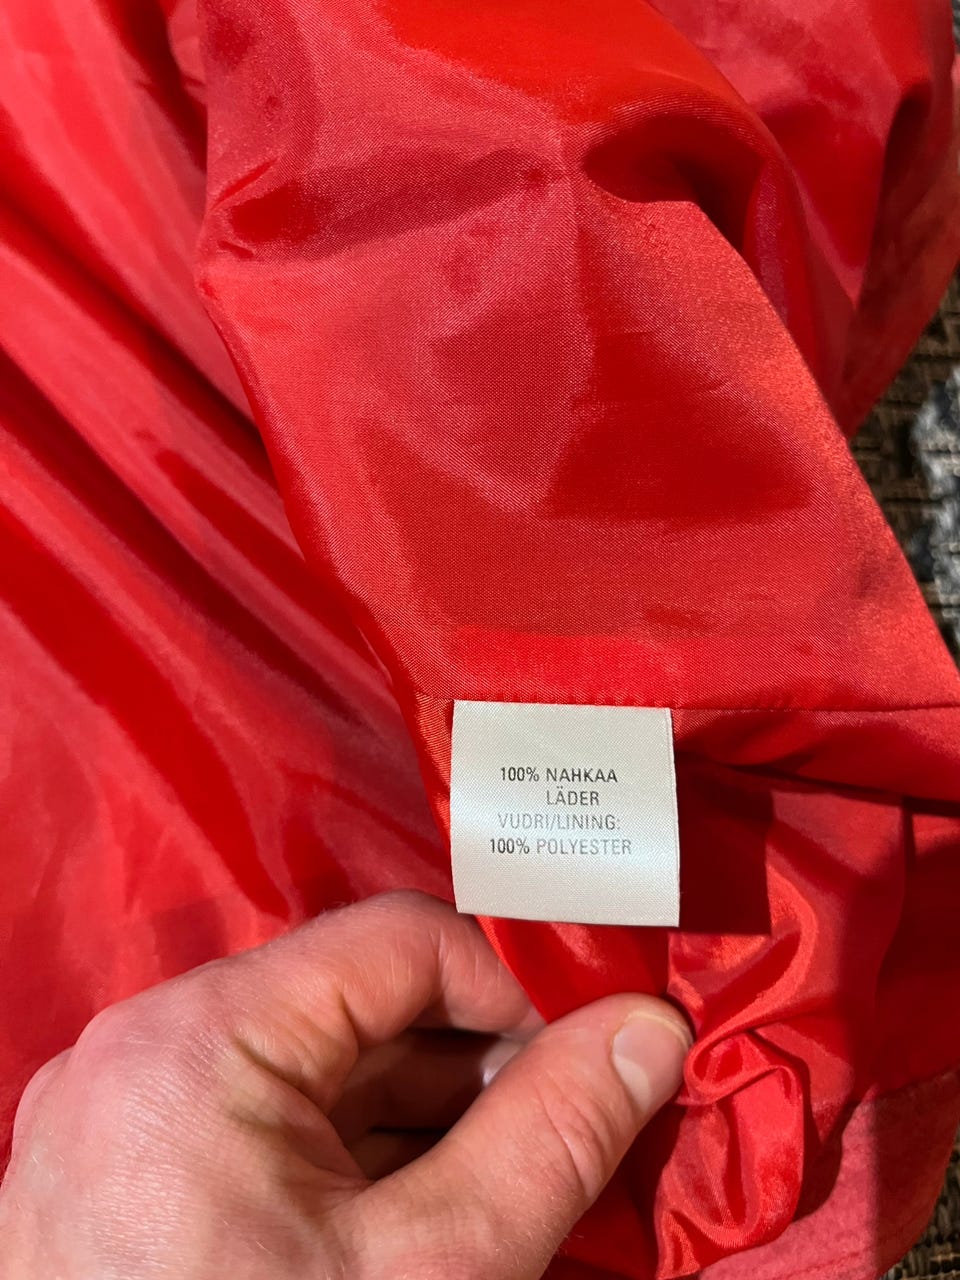 100% NAHKAA
LÄDER
VUDRI/LINING:
100% POLYESTER